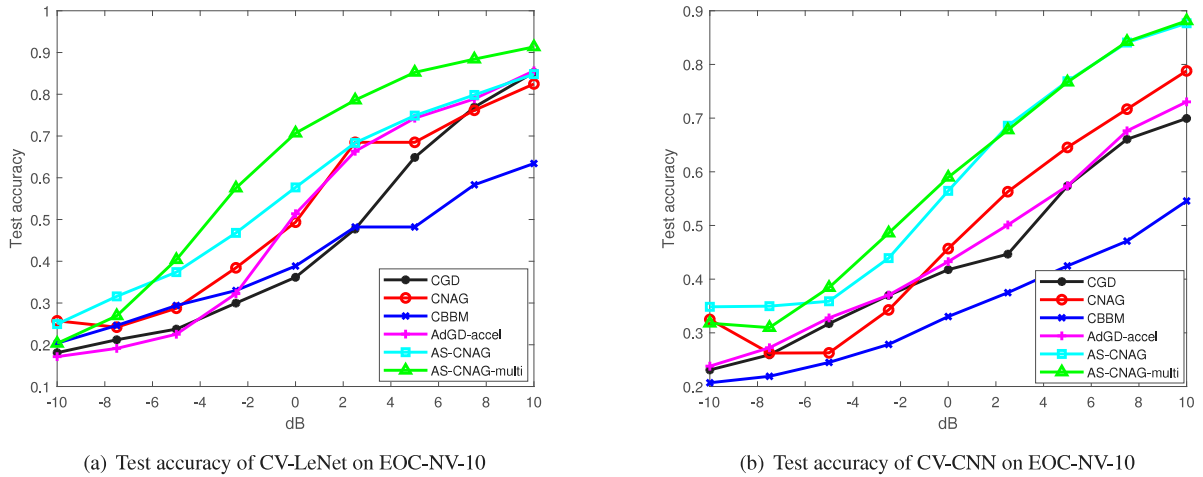 1
0.9
0.8
0.7
0.6
0.5
0.4
0.3
0.2
0.1
Test accuracy
-10 -8 -6 -4 -2 0 2 4 6 8 10
dB
CGD
CNAG
CBBM
AdGD-accel
AS-CNAG
AS-CNAG-multi
(a) Test accuracy of CV-LeNet on EOC-NV-10
0.9
0.8
0.7
0.6
0.5
0.4
0.3
0.2
Test accuracy
-10 -8 -6 -4 -2 0 2 4 6 8 10
dB
CGD
CNAG
CBBM
AdGD-accel
AS-CNAG
AS-CNAG-multi
(b) Test accuracy of CV-CNN on EOC-NV-10